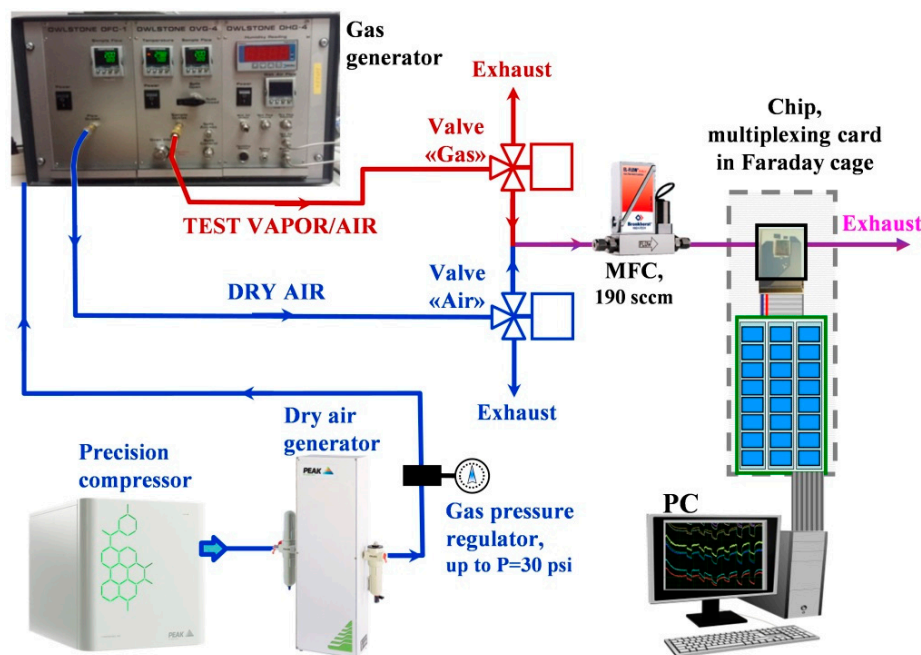 OWLSTONE OFC-1
OWLSTONE OVG-4
OWLSTONE OHG-4
Gas
generator
Exhaust
Valve
«Gas»
TEST VAPOR/AIR
Chip,
multiplexing card
in Faraday cage
Exhaust
MFC,
190 sccm
DRY AIR
Valve
«Air»
Exhaust
Dry air
generator
Precision
compressor
PEAK
PEAK
Gas pressure
regulator,
up to P=30 psi
PC